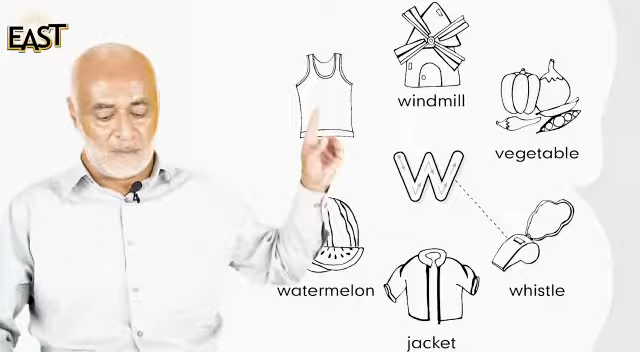 EAST
windmill
vegetable
W
watermelon
whistle
jacket